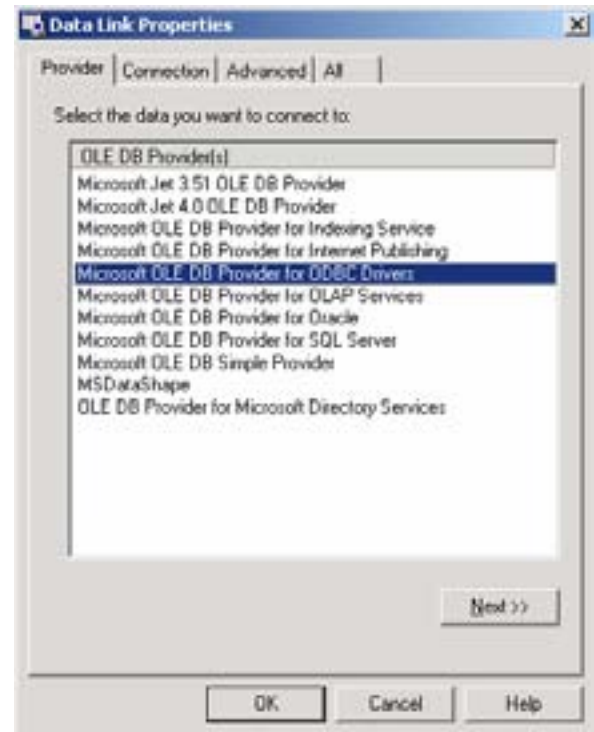 Data Link Properties
Provider Connection Advanced All
Select the data you want to connect to:
OLE DB Provider(s)
Microsoft Jet 3.51 OLE DB Provider
Microsoft Jet 4.0 OLE DB Provider
Microsoft OLE DB Provider for Indexing Service
Microsoft OLE DB Provider for Internet Publishing
Microsoft OLE DB Provider for ODBC Drivers
Microsoft OLE DB Provider for OLAP Services
Microsoft OLE DB Provider for Oracle
Microsoft OLE DB Provider for SQL Server
Microsoft OLE DB Simple Provider
MSDataShape
OLE DB Provider for Microsoft Directory Services
Next >>
OK Cancel Help